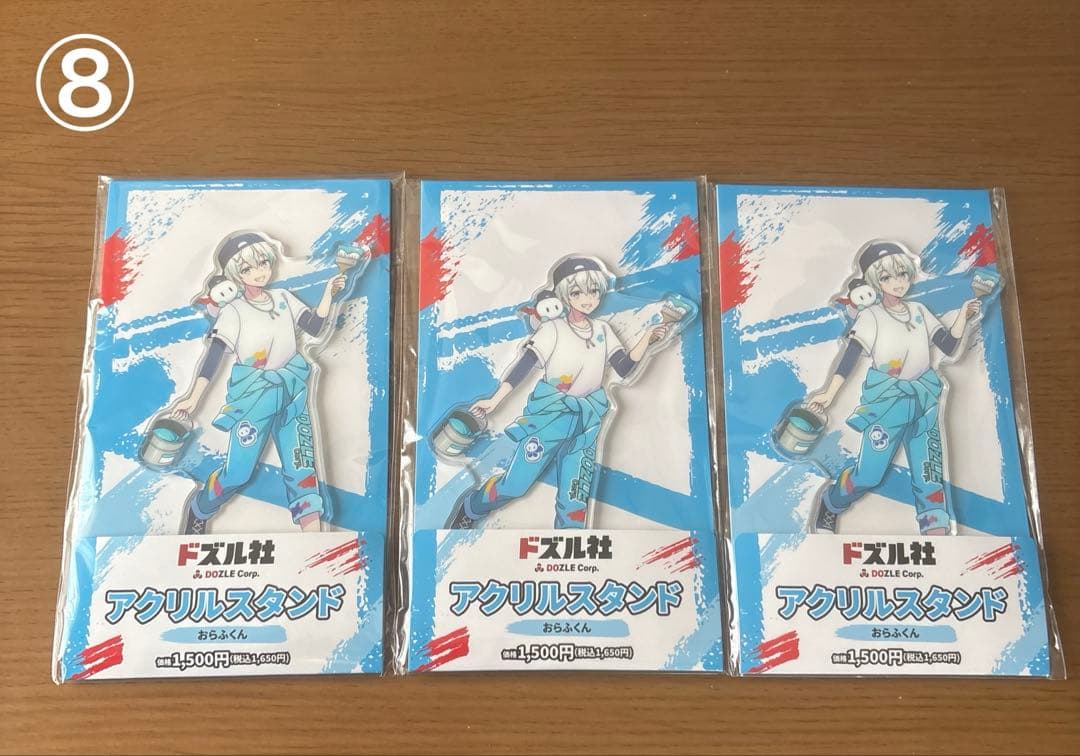 ⑧
DOZLE
DOZLE
DOZLE
ドズル社
DOZLE Corp.
アクリルスタンド
おらふくん
価格1,500円(税込1,650円)
ドズル社
DOZLE Corp.
アクリルスタンド
おらふくん
価格1,500円(税込1,650円)
ドズル社
DOZLE Corp.
アクリルスタンド
おらふくん
価格1,500円(税込1,650円)